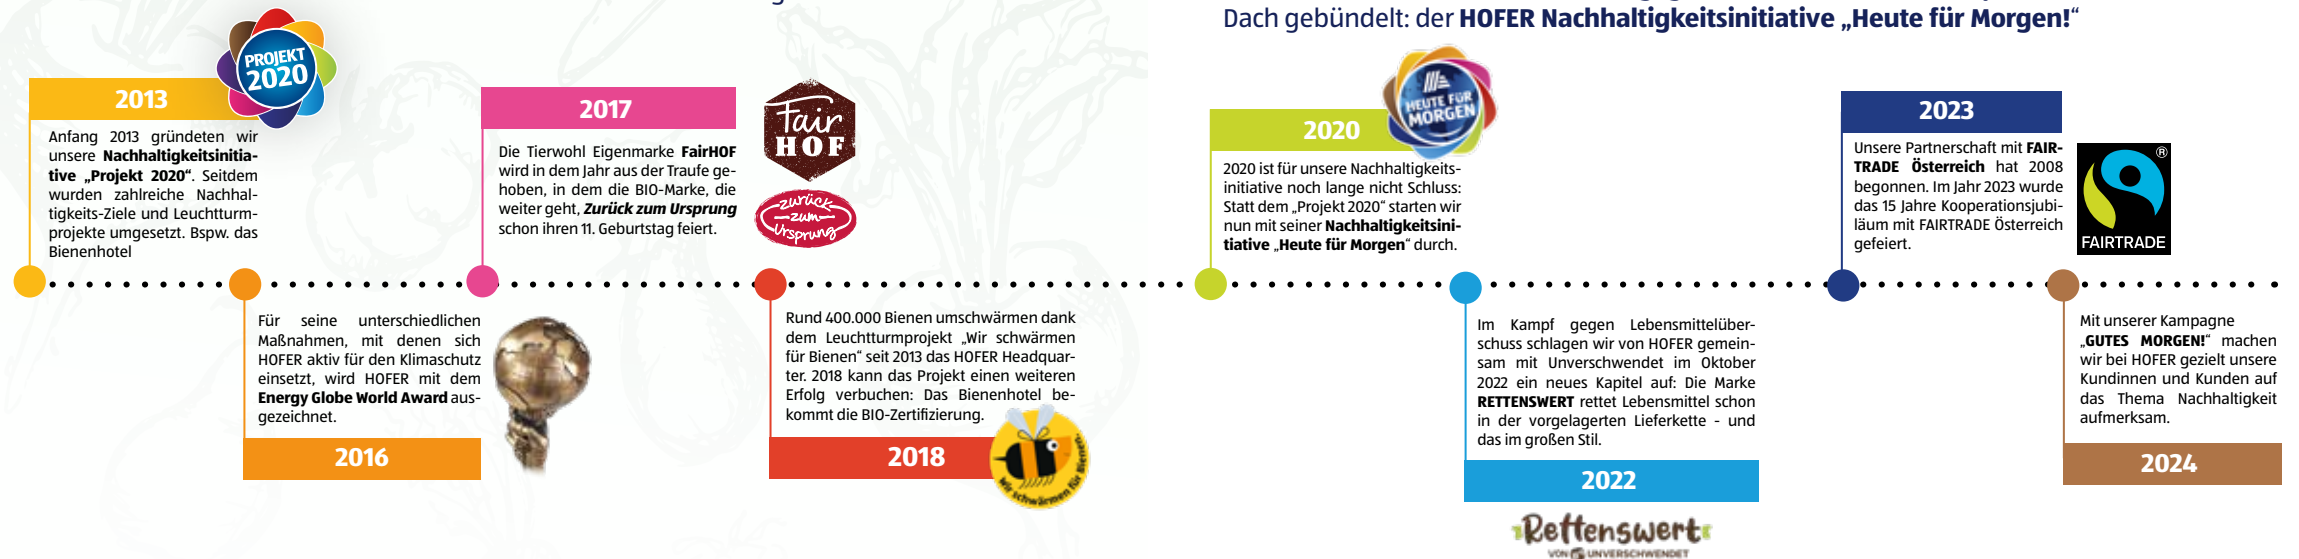 Dach gebündelt: der HOFER Nachhaltigkeitsinitiative „Heute für Morgen!“
PROJEKT
2020
2013
Anfang 2013 gründeten wir
unsere Nachhaltigkeitsinitia-
tive „Projekt 2020“. Seitdem
wurden zahlreiche Nachhal-
tigkeits-Ziele und Leuchtturm-
projekte umgesetzt. Bspw. das
Bienenhotel
Für seine unterschiedlichen
Maßnahmen, mit denen sich
HOFER aktiv für den Klimaschutz
einsetzt, wird HOFER mit dem
Energy Globe World Award aus-
gezeichnet.
2016
2017
Die Tierwohl Eigenmarke FairHOF
wird in dem Jahr aus der Traufe ge-
hoben, in dem die BIO-Marke, die
weiter geht, Zurück zum Ursprung
schon ihren 11. Geburtstag feiert.
Fair
HOF
zurück
zum
Ursprung
Rund 400.000 Bienen umschwärmen dank
dem Leuchtturmprojekt „Wir schwärmen
für Bienen“ seit 2013 das HOFER Headquar-
ter. 2018 kann das Projekt einen weiteren
Erfolg verbuchen: Das Bienenhotel be-
kommt die BIO-Zertifizierung.
2018
Wir schwärmen für Bienen.
2020
HEUTE FÜR
MORGEN
2020 ist für unsere Nachhaltigkeits-
initiative noch lange nicht Schluss:
Statt dem „Projekt 2020“ starten wir
nun mit seiner Nachhaltigkeitsini-
tiative „Heute für Morgen“ durch.
Im Kampf gegen Lebensmittelüber-
schuss schlagen wir von HOFER gemein-
sam mit Unverschwendet im Oktober
2022 ein neues Kapitel auf: Die Marke
RETTENSWERT rettet Lebensmittel schon
in der vorgelagerten Lieferkette - und
das im großen Stil.
2022
Rettenswert
VON UNVERSCHWENDET
2023
Unsere Partnerschaft mit FAIR-
TRADE Österreich hat 2008
begonnen. Im Jahr 2023 wurde
das 15 Jahre Kooperationsjubi-
läum mit FAIRTRADE Österreich
gefeiert.
®
FAIRTRADE
Mit unserer Kampagne
„GUTES MORGEN!“ machen
wir bei HOFER gezielt unsere
Kundinnen und Kunden auf
das Thema Nachhaltigkeit
aufmerksam.
2024